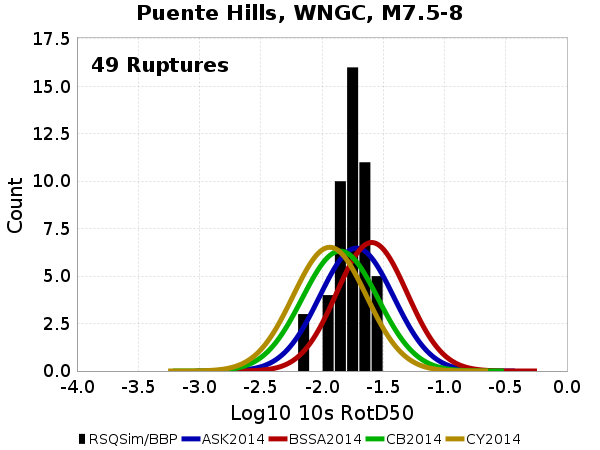 Puente Hills, WNGC, M7.5-8
49 Ruptures
Count
17.5
15.0
12.5
10.0
7.5
5.0
2.5
0.0
-4.0 -3.5 -3.0 -2.5 -2.0 -1.5 -1.0 -0.5 0.0
Log10 10s RotD50
RSQSim/BBP ASK2014 BSSA2014 CB2014 CY2014